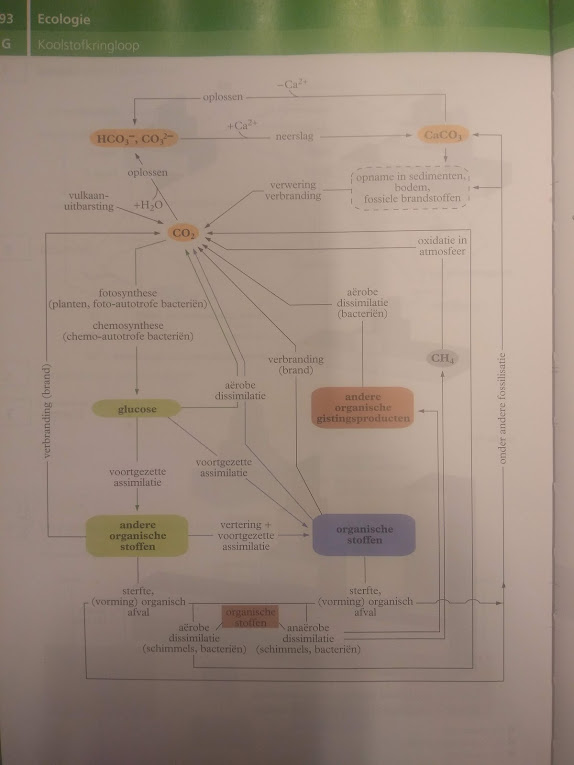 93 Ecologie
G Koolstofkringloop
−Ca²⁺
oplossen
HCO₃⁻, CO₃²⁻
+Ca²⁺
neerslag
CaCO₃
oplossen
+H₂O
vulkaan-
uitbarsting
verwering
verbranding
opname in sedimenten,
bodem,
fossiele brandstoffen
CO₂
oxidatie in
atmosfeer
fotosynthese
(planten, foto-autotrofe bacteriën)
chemosynthese
(chemo-autotrofe bacteriën)
aërobe
dissimilatie
(bacteriën)
verbranding
(brand)
CH₄
verbranding (brand)
onder andere fossilisatie
aërobe
dissimilatie
glucose
andere
organische
gistingsproducten
voortgezette
assimilatie
voortgezette
assimilatie
andere
organische
stoffen
vertering +
voortgezette
assimilatie
organische
stoffen
sterfte,
(vorming) organisch
afval
sterfte,
(vorming) organisch
afval
organische
stoffen
aërobe
dissimilatie
(schimmels, bacteriën)
anaërobe
dissimilatie
(schimmels, bacteriën)